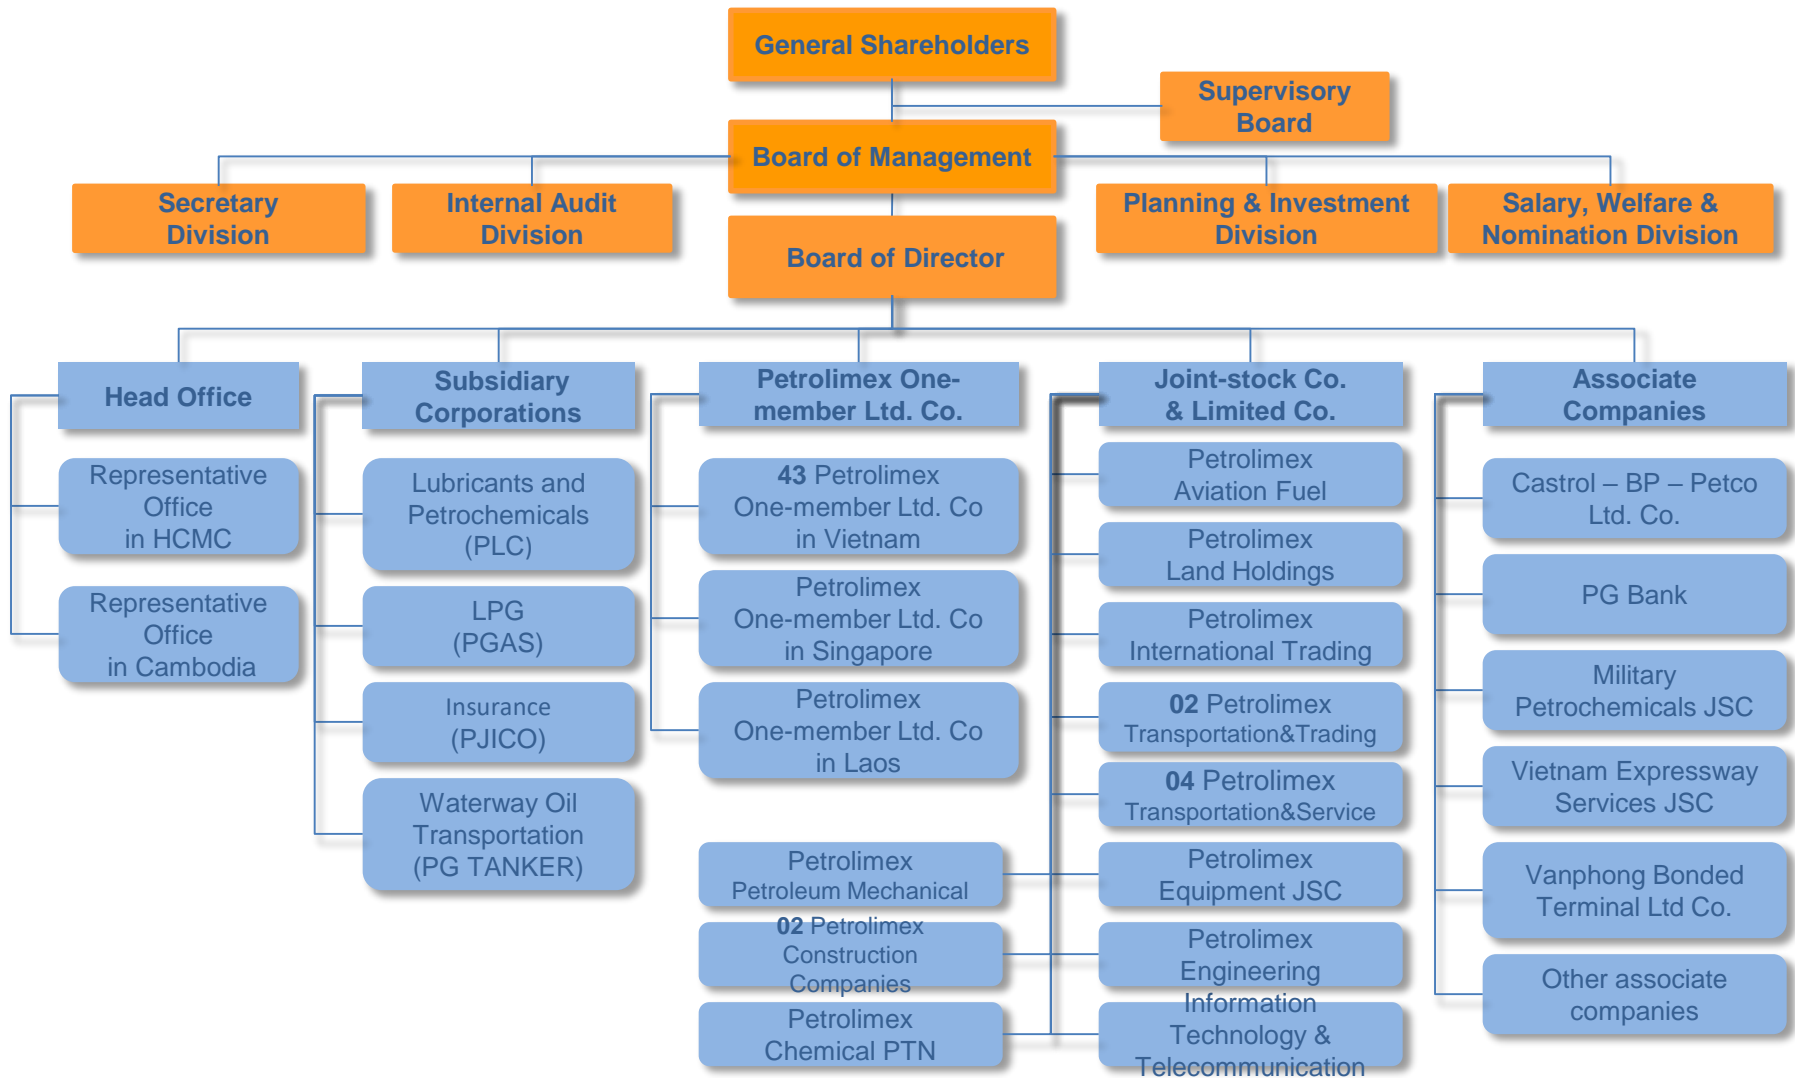 General Shareholders
Supervisory
Board
Board of Management
Secretary
Division
Internal Audit
Division
Planning & Investment
Division
Salary, Welfare &
Nomination Division
Board of Director
Head Office
Representative
Office
in HCMC
Representative
Office
in Cambodia
Subsidiary
Corporations
Lubricants and
Petrochemicals
(PLC)
LPG
(PGAS)
Insurance
(PJICO)
Waterway Oil
Transportation
(PG TANKER)
Petrolimex One-
member Ltd. Co.
43 Petrolimex
One-member Ltd. Co
in Vietnam
Petrolimex
One-member Ltd. Co
in Singapore
Petrolimex
One-member Ltd. Co
in Laos
Joint-stock Co.
& Limited Co.
Petrolimex
Aviation Fuel
Petrolimex
Land Holdings
Petrolimex
International Trading
02 Petrolimex
Transportation&Trading
04 Petrolimex
Transportation&Service
Petrolimex
Petroleum Mechanical
Petrolimex
Equipment JSC
02 Petrolimex
Construction
Companies
Petrolimex
Engineering
Petrolimex
Chemical PTN
Information
Technology &
Telecommunication
Associate
Companies
Castrol – BP – Petco
Ltd. Co.
PG Bank
Military
Petrochemicals JSC
Vietnam Expressway
Services JSC
Vanphong Bonded
Terminal Ltd Co.
Other associate
companies